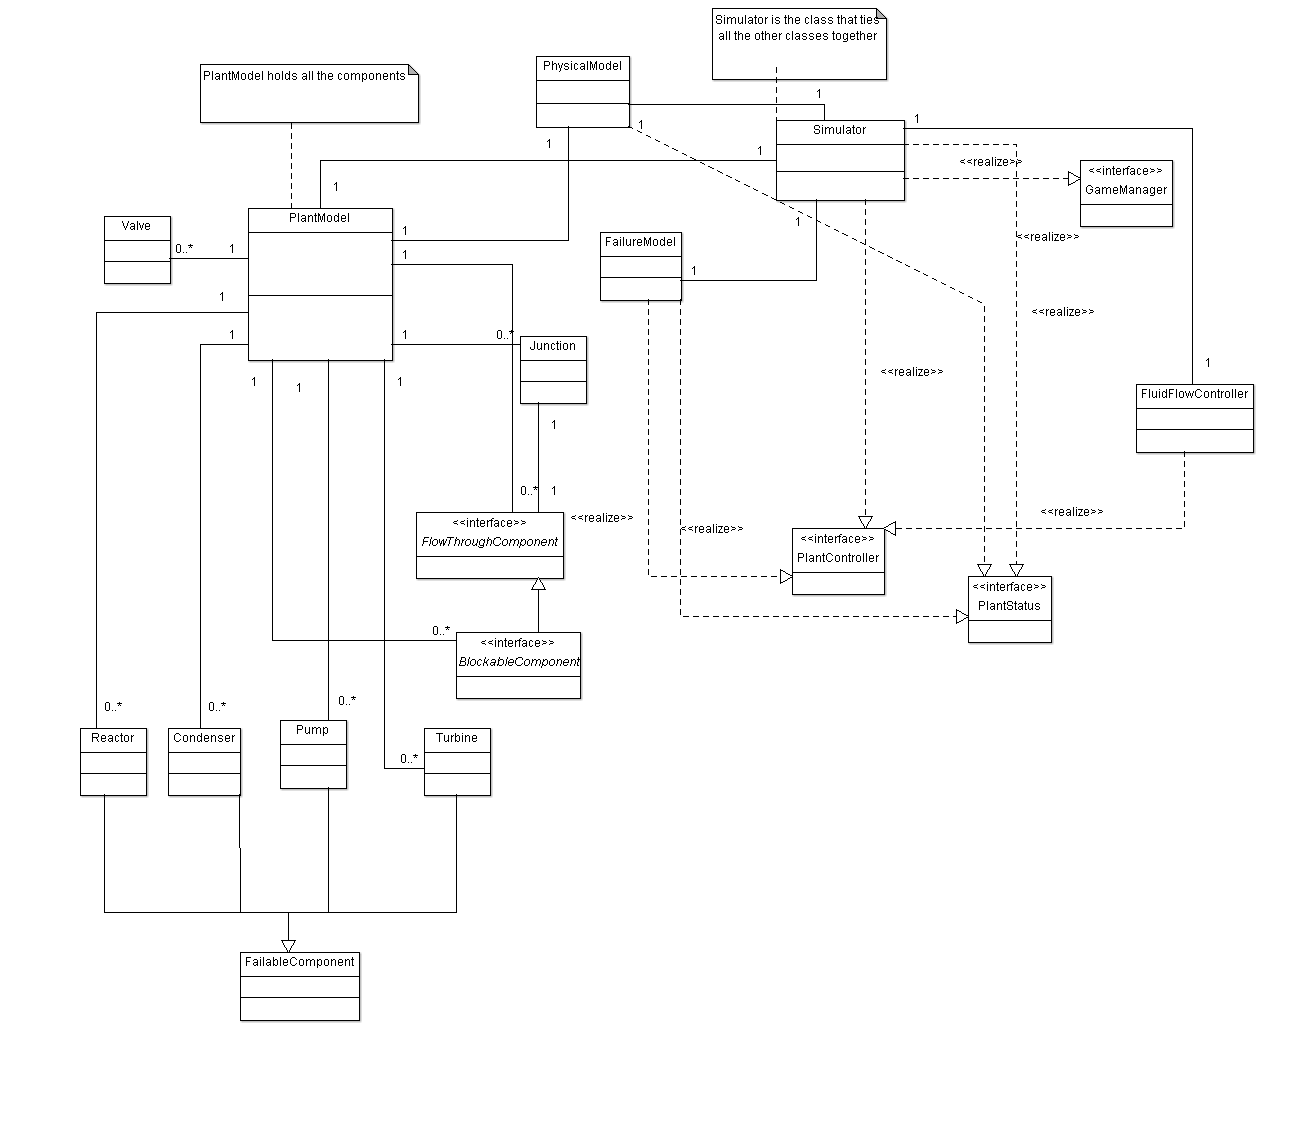 Simulator is the class that ties
all the other classes together
PhysicalModel
PlantModel holds all the components
1
1
Simulator
1
1
1
1
<<realize>>
<<interface>>
GameManager
1
PlantModel
Valve
0..*
1
1
1
1
FailureModel
<<realize>>
1
1
<<realize>>
1
1
0..*
Junction
1
<<realize>>
1
1
1
FluidFlowController
1
0..*
1
<<realize>>
<<interface>>
FlowThroughComponent
<<realize>>
<<realize>>
<<interface>>
PlantController
<<interface>>
PlantStatus
0..*
<<interface>>
BlockableComponent
0..*
0..*
0..*
Reactor
Condenser
Pump
Turbine
0..*
FailableComponent